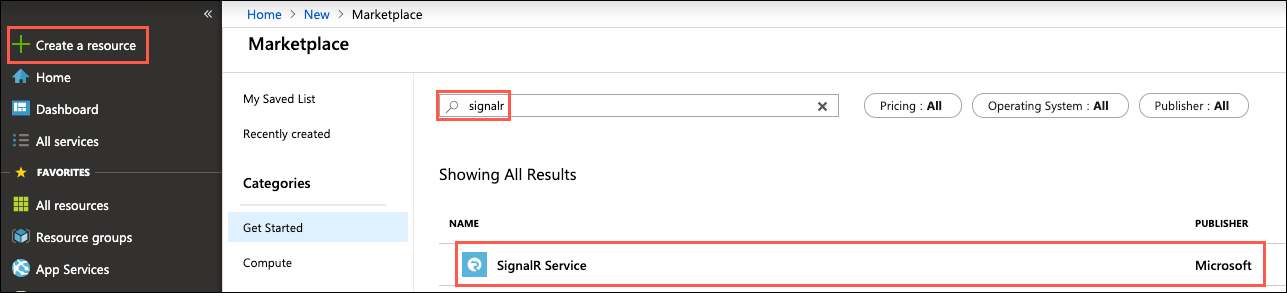 «
Create a resource
Home
Dashboard
All services
FAVORITES
All resources
Resource groups
App Services
Home > New > Marketplace
Marketplace
My Saved List
Recently created
Categories
Get Started
Compute
signalr
Pricing : All
Operating System : All
Publisher : All
Showing All Results
NAME PUBLISHER
SignalR Service Microsoft